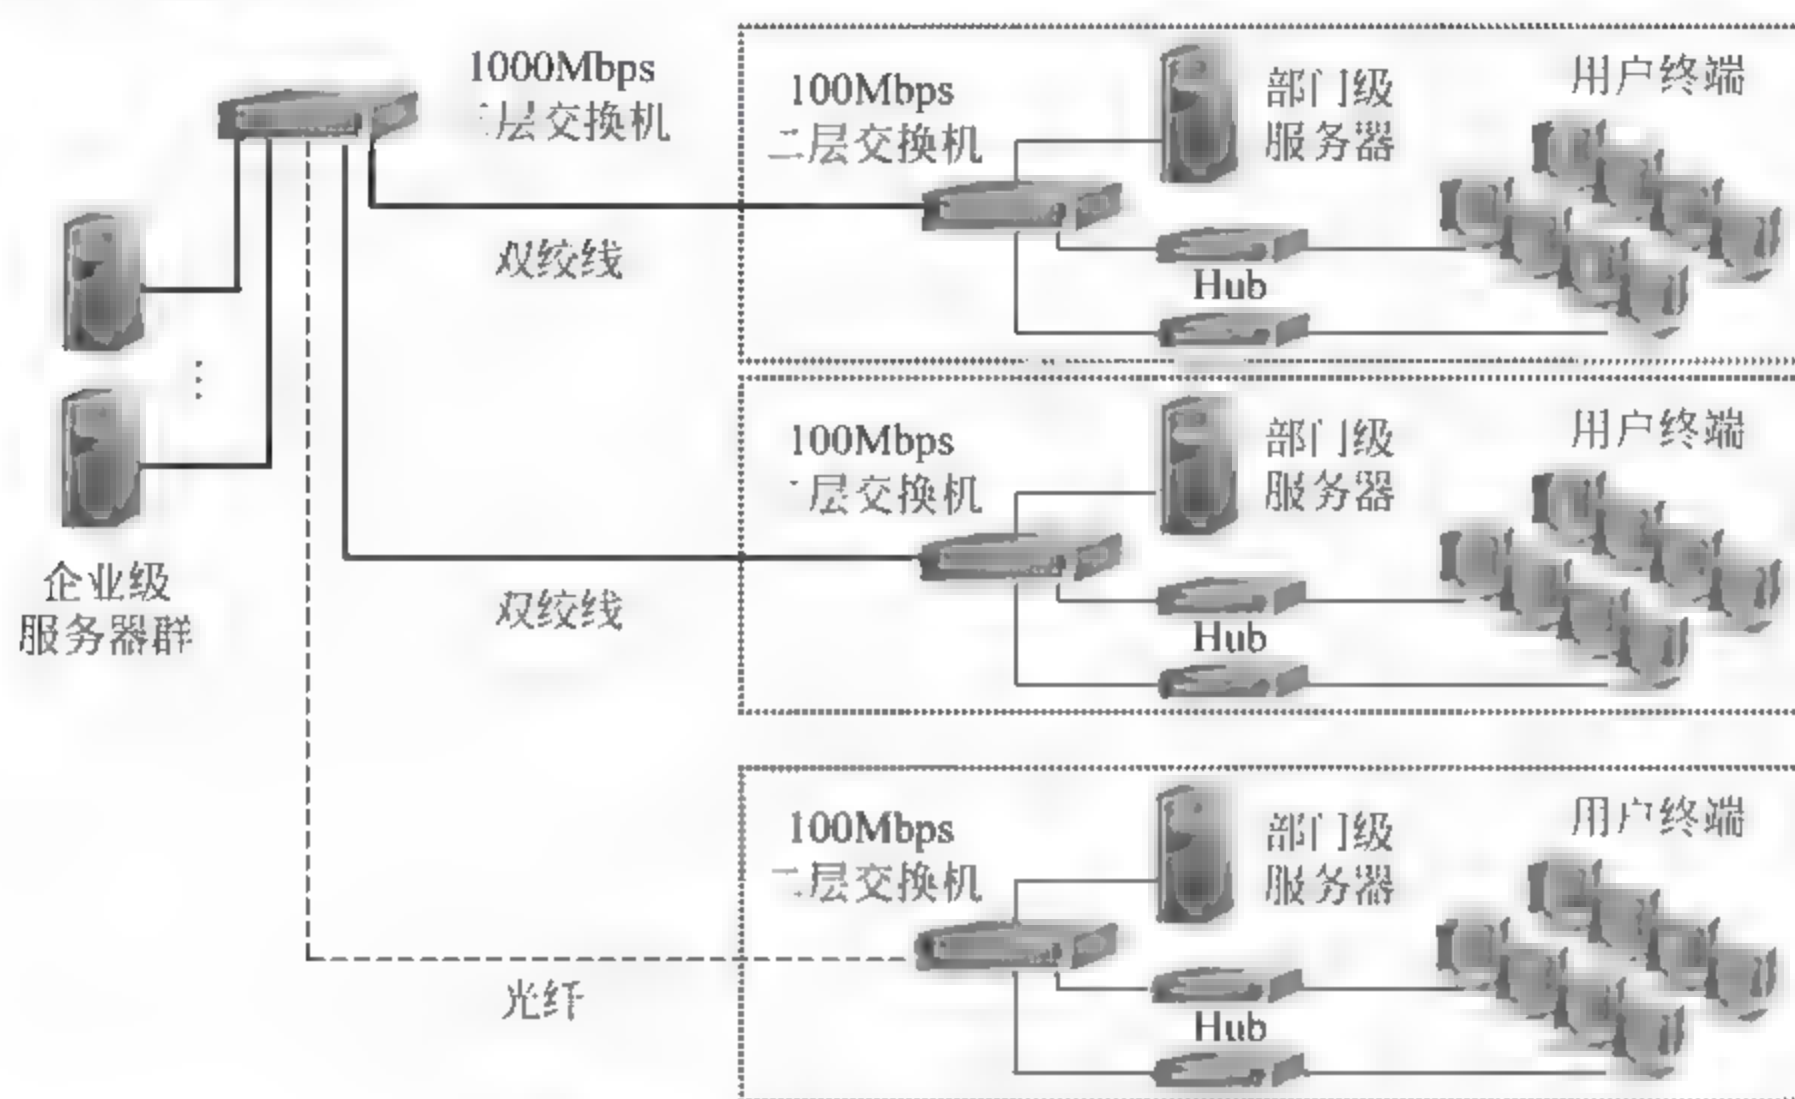 1000Mbps
层交换机
双绞线
企业级
服务器群
双绞线
光纤
100Mbps
二层交换机
部门级
服务器
用户终端
Hub
100Mbps
层交换机
部门级
服务器
用户终端
Hub
100Mbps
二层交换机
部门级
服务器
用户终端
Hub